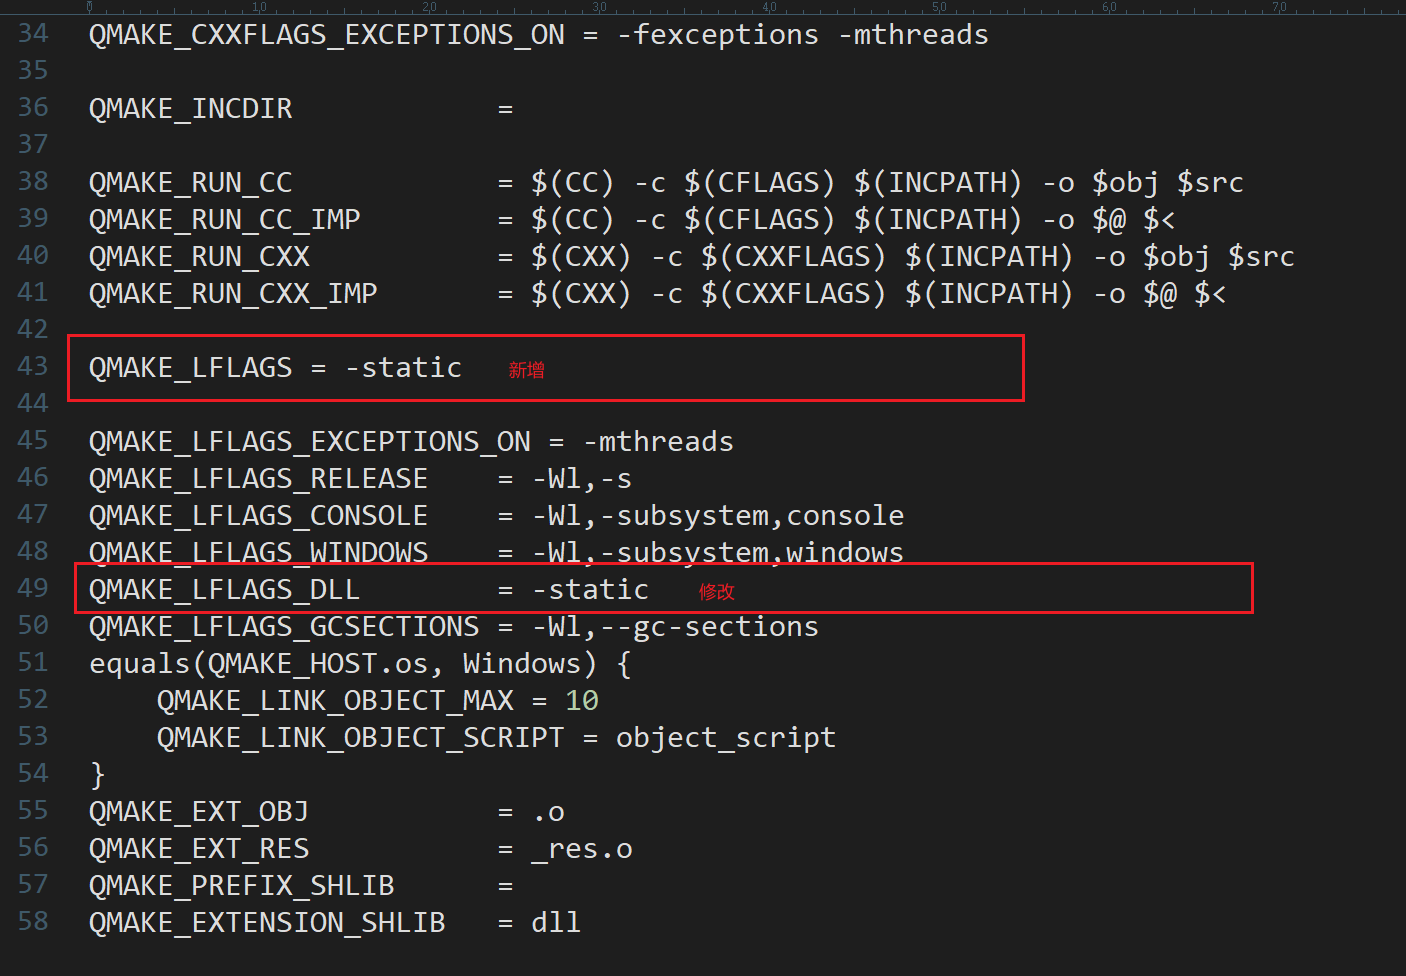 0 10 20 30 40 50 60 70
34 QMAKE_CXXFLAGS_EXCEPTIONS_ON = -fexceptions -mthreads
35
36 QMAKE_INCDIR            =
37
38 QMAKE_RUN_CC            = $(CC) -c $(CFLAGS) $(INCPATH) -o $obj $src
39 QMAKE_RUN_CC_IMP        = $(CC) -c $(CFLAGS) $(INCPATH) -o $@ $<
40 QMAKE_RUN_CXX           = $(CXX) -c $(CXXFLAGS) $(INCPATH) -o $obj $src
41 QMAKE_RUN_CXX_IMP       = $(CXX) -c $(CXXFLAGS) $(INCPATH) -o $@ $<
42
43 QMAKE_LFLAGS = -static 新增
44
45 QMAKE_LFLAGS_EXCEPTIONS_ON = -mthreads
46 QMAKE_LFLAGS_RELEASE    = -Wl,-s
47 QMAKE_LFLAGS_CONSOLE    = -Wl,-subsystem,console
48 QMAKE_LFLAGS_WINDOWS    = -Wl,-subsystem,windows
49 QMAKE_LFLAGS_DLL        = -static 修改
50 QMAKE_LFLAGS_GCSECTIONS = -Wl,--gc-sections
51 equals(QMAKE_HOST.os, Windows) {
52     QMAKE_LINK_OBJECT_MAX = 10
53     QMAKE_LINK_OBJECT_SCRIPT = object_script
54 }
55 QMAKE_EXT_OBJ           = .o
56 QMAKE_EXT_RES           = _res.o
57 QMAKE_PREFIX_SHLIB      =
58 QMAKE_EXTENSION_SHLIB   = dll